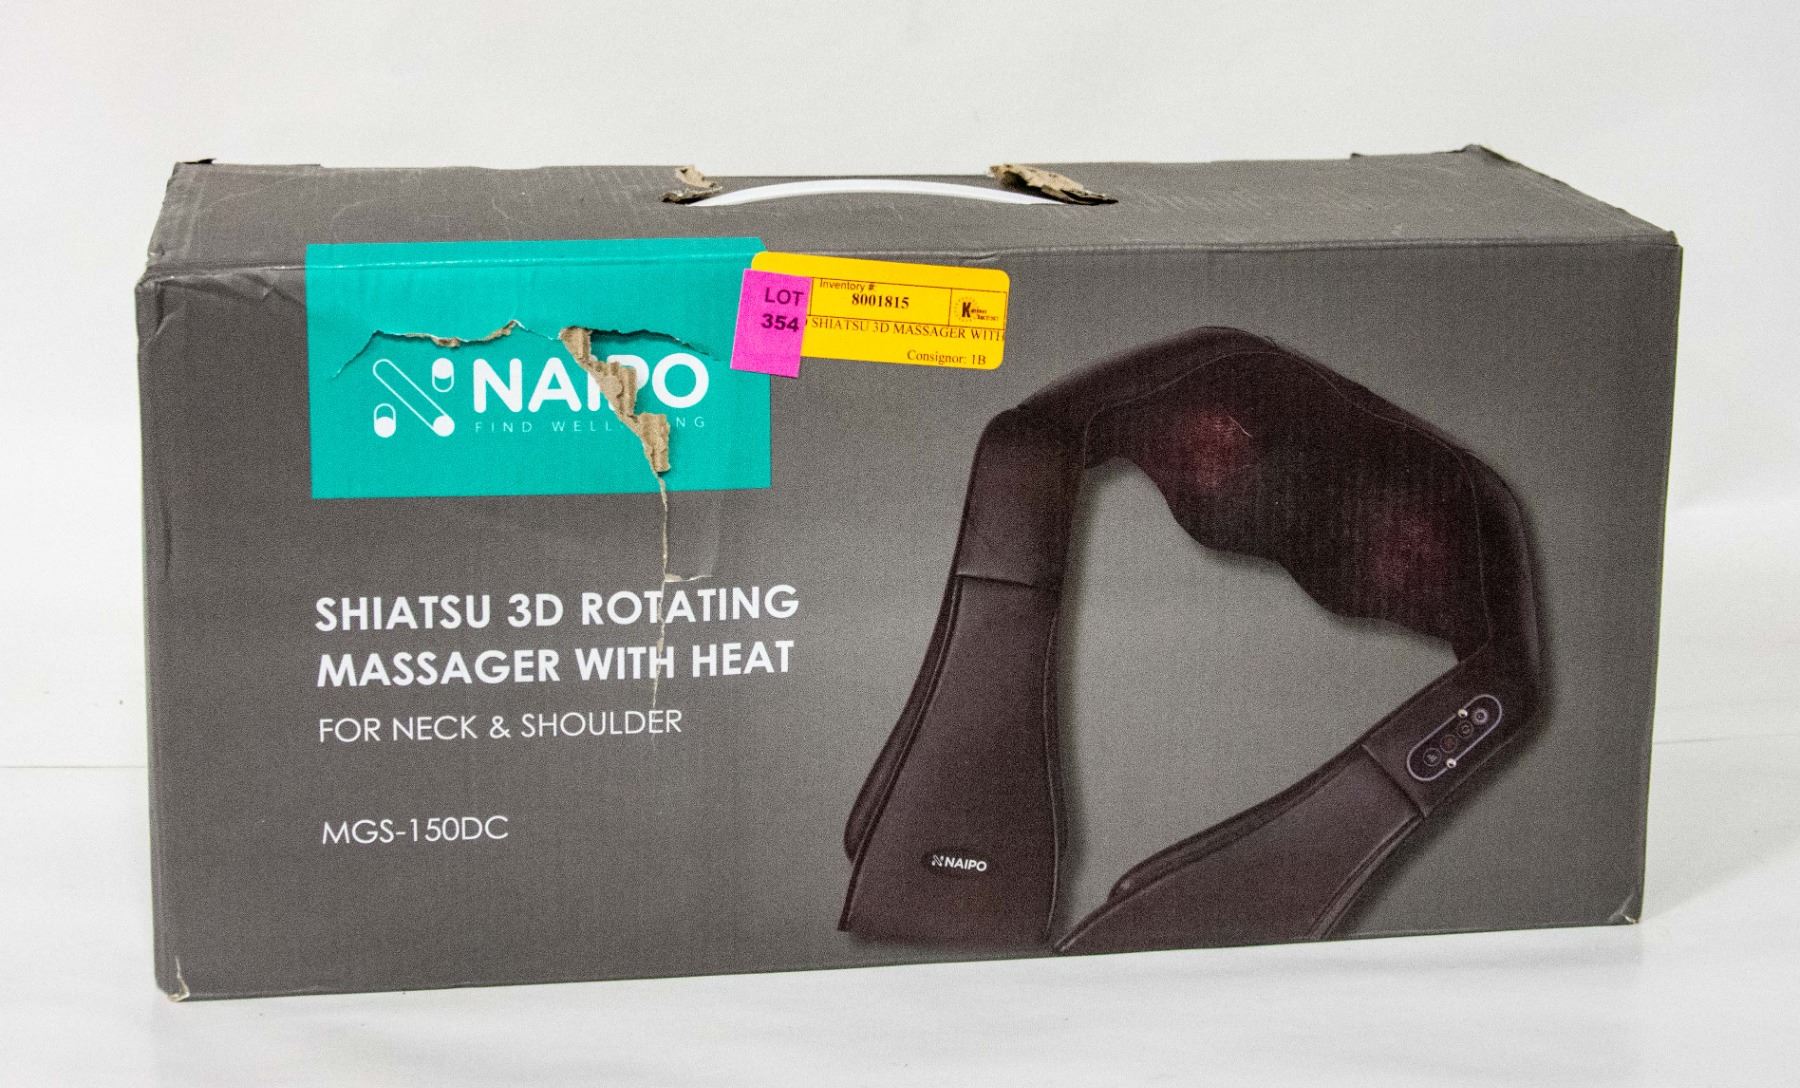 NAIPO
FIND WELL NG
LOT
354
Inventory #
8001815
SHIATSU 3D MASSAGER WITH
Consignor: 1B
SHIATSU 3D ROTATING
MASSAGER WITH HEAT
FOR NECK & SHOULDER
MGS-150DC
NAIPO